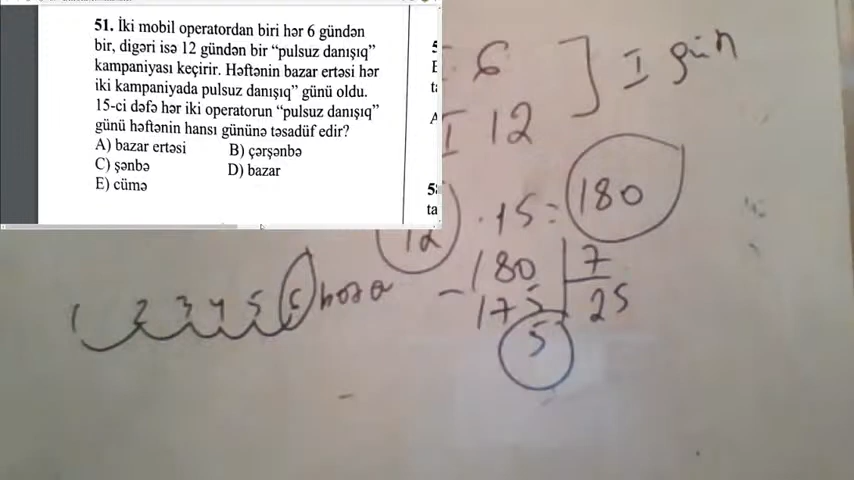 51. İki mobil operatordan biri hər 6 gündən
bir, digəri isə 12 gündən bir “pulsuz danışıq”
kampaniyası keçirir. Həftənin bazar ertəsi hər
iki kampaniyada pulsuz danışıq” günü oldu.
15-ci dəfə hər iki operatorun “pulsuz danışıq”
günü həftənin hansı gününə təsadüf edir?
A) bazar ertəsi B) çərşənbə
C) şənbə D) bazar
E) cümə
I 6
I 12
I gün
12 · 15 = 180
180 7
- 175 25
5
1 2 3 4 5 6